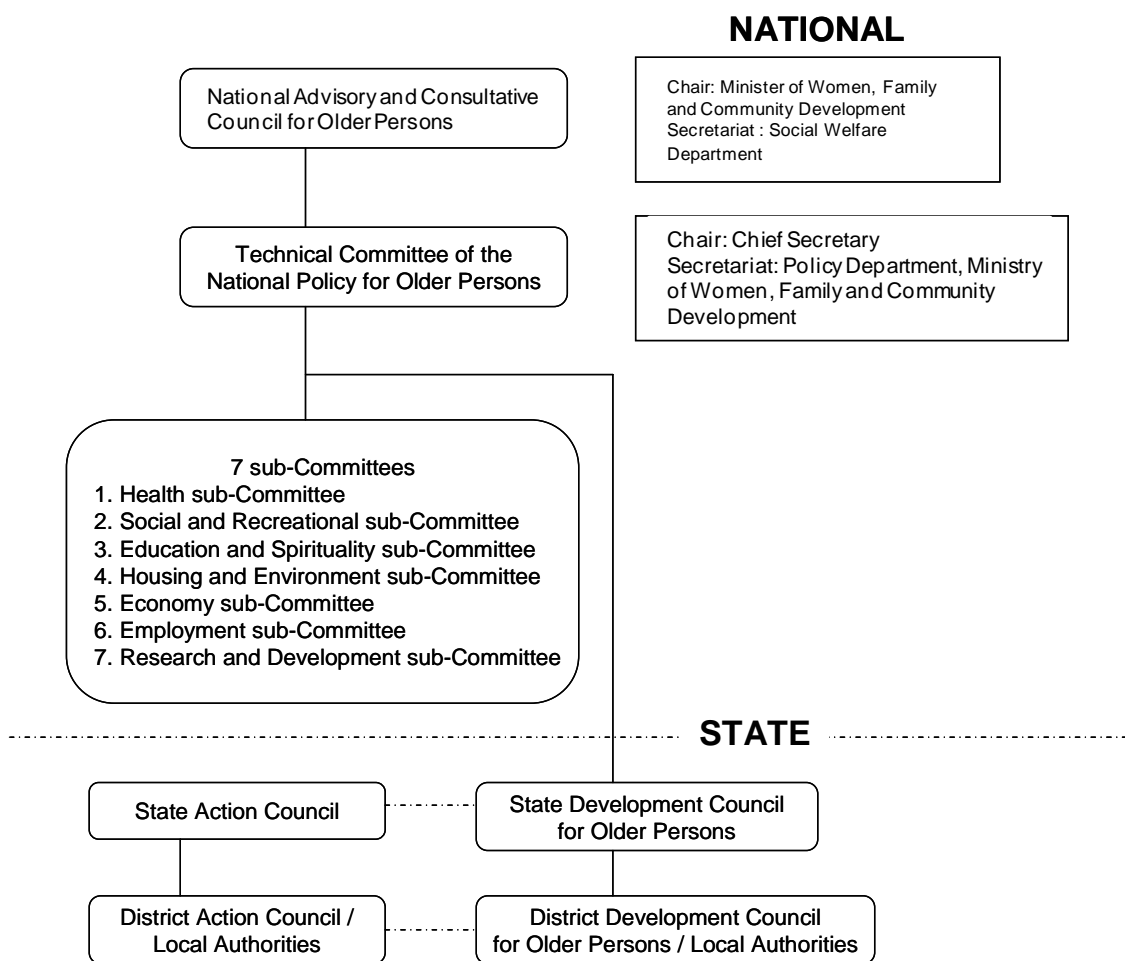 NATIONAL
National Advisory and Consultative
Council for Older Persons
Chair: Minister of Women, Family
and Community Development
Secretariat : Social Welfare
Department
Technical Committee of the
National Policy for Older Persons
Chair: Chief Secretary
Secretariat: Policy Department, Ministry
of Women, Family and Community
Development
7 sub-Committees
1. Health sub-Committee
2. Social and Recreational sub-Committee
3. Education and Spirituality sub-Committee
4. Housing and Environment sub-Committee
5. Economy sub-Committee
6. Employment sub-Committee
7. Research and Development sub-Committee
STATE
State Action Council
State Development Council
for Older Persons
District Action Council /
Local Authorities
District Development Council
for Older Persons / Local Authorities